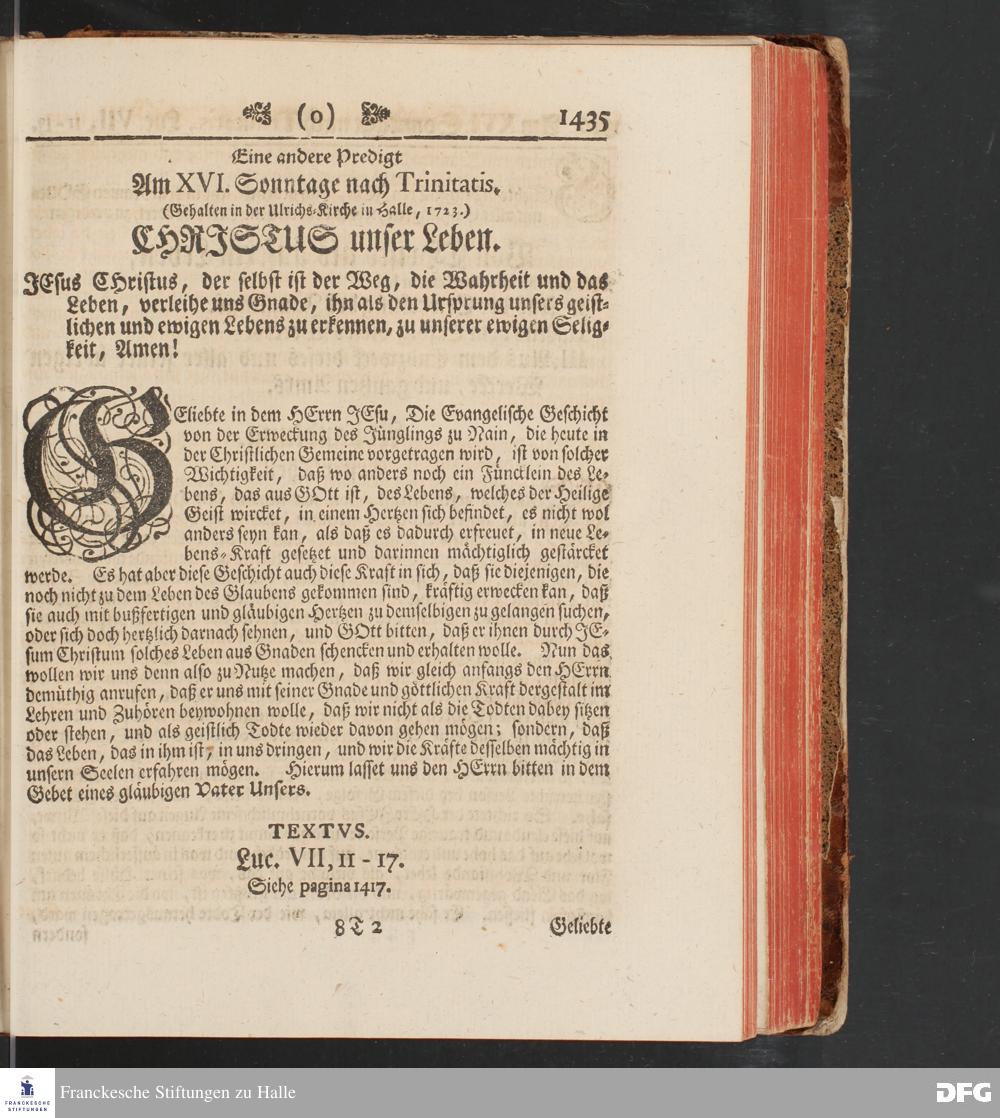 (0) 1435
Eine andere Predigt
Am XVI. Sonntage nach Trinitatis.
(Gehalten in der Ulrichs-Kirche in Halle, 1723.)
CHRISTUS unser Leben.
JEsus CHristus, der selbst ist der Weg, die Wahrheit und das
Leben, verleihe uns Gnade, ihn als den Ursprung unsers geist-
lichen und ewigen Lebens zu erkennen, zu unserer ewigen Selig-
keit, Amen!
GEliebte in dem HErrn JEsu, Die Evangelische Geschicht
von der Erweckung des Jünglings zu Nain, die heute in
der Christlichen Gemeine vorgetragen wird, ist von solcher
Wichtigkeit, daß wo anders noch ein Füncklein des Le-
bens, das aus GOtt ist, des Lebens, welches der Heilige
Geist wircket, in einem Hertzen sich befindet, es nicht wol
anders seyn kan, als daß es dadurch erfreuet, in neue Le-
bens-Kraft gesetzet und darinnen mächtiglich gestärcket
werde. Es hat aber diese Geschicht auch diese Kraft in sich, daß sie diejenigen, die
noch nicht zu dem Leben des Glaubens gekommen sind, kräftig erwecken kan, daß
sie auch mit bußfertigen und gläubigen Hertzen zu demselbigen zu gelangen suchen,
oder sich doch hertzlich darnach sehnen, und GOtt bitten, daß er ihnen durch JE-
sum Christum solches Leben aus Gnaden schencken und erhalten wolle. Nun das
wollen wir uns denn also zu Nutze machen, daß wir gleich anfangs den HErrn
demüthig anrufen, daß er uns mit seiner Gnade und göttlichen Kraft dergestalt im
Lehren und Zuhören beywohnen wolle, daß wir nicht als die Todten dabey sitzen
oder stehen, und als geistlich Todte wieder davon gehen mögen; sondern, daß
das Leben, das in ihm ist, in uns dringen, und wir die Kräfte desselben mächtig in
unsern Seelen erfahren mögen. Hierum lasset uns den HErrn bitten in dem
Gebet eines gläubigen Vater Unsers.
TEXTVS.
Luc. VII, 11 - 17.
Siehe pagina 1417.
8 T 2 Geliebte
FRANCKESCHE
STIFTUNGEN
Franckesche Stiftungen zu Halle
DFG